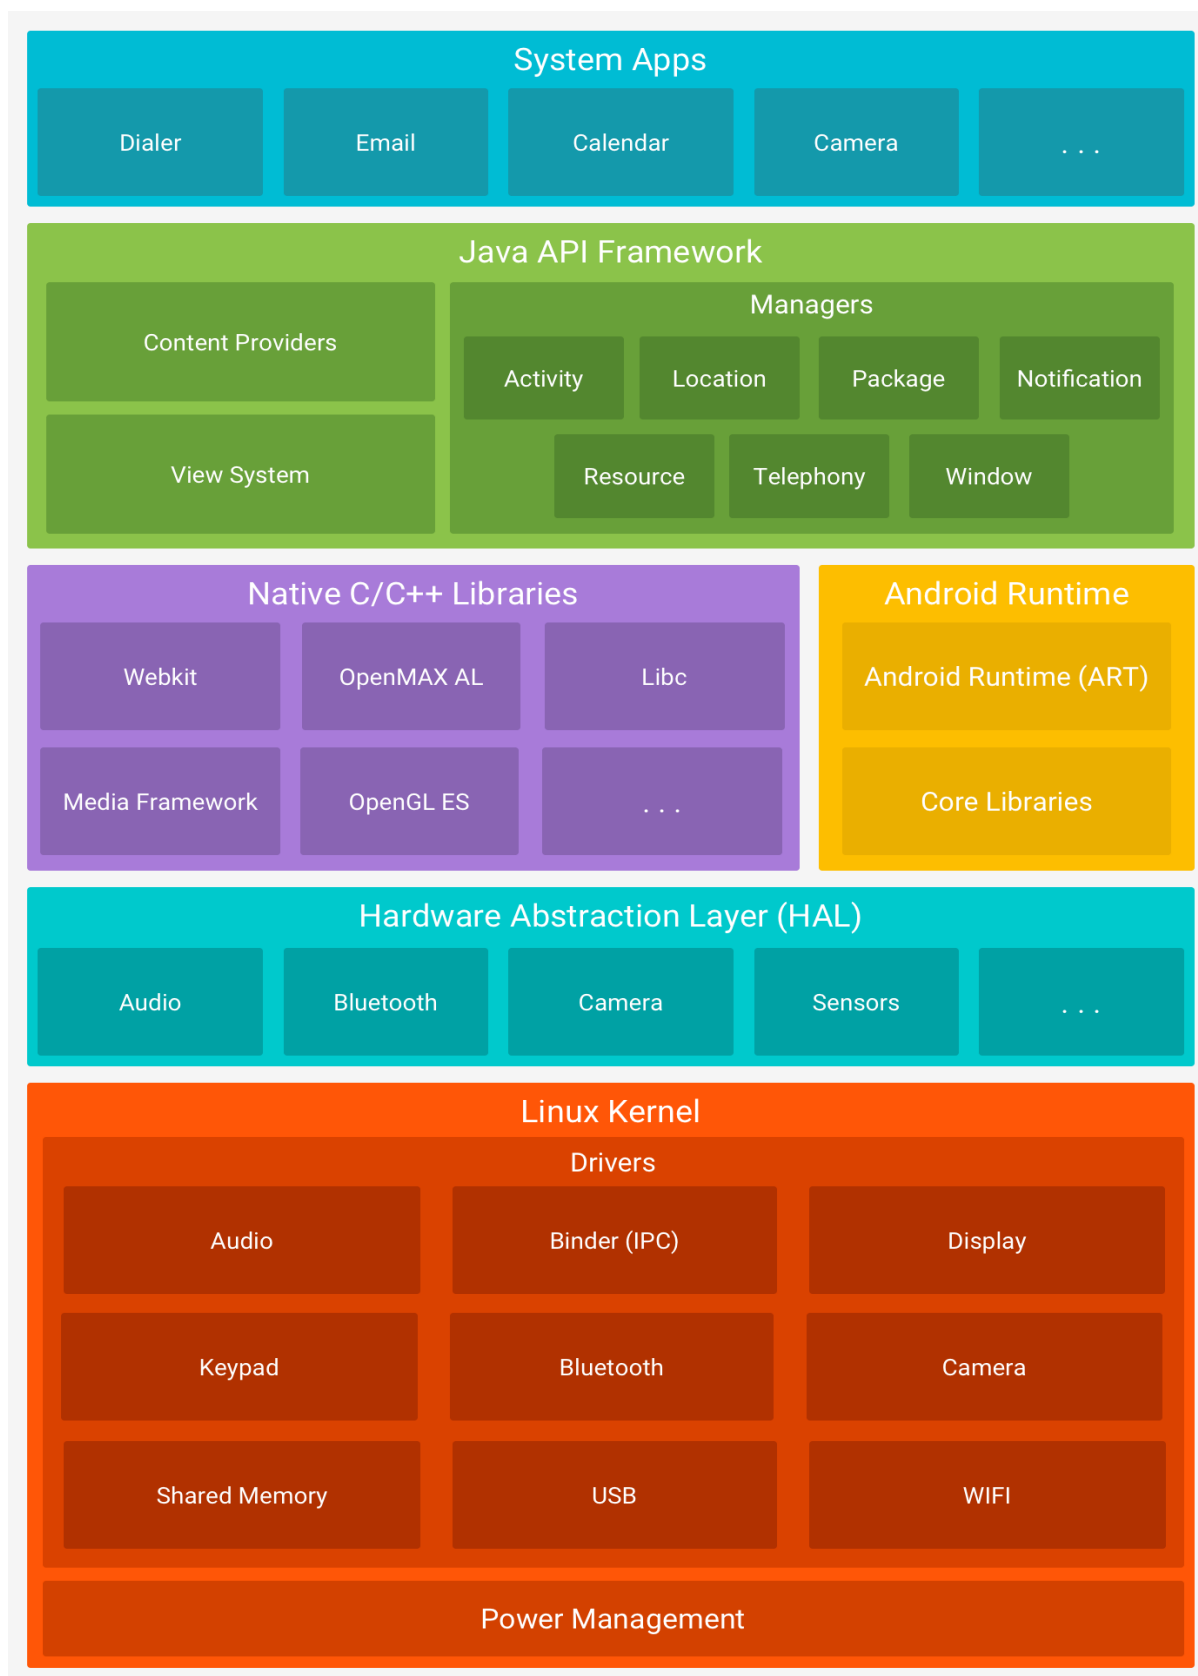 System Apps
Dialer
Email
Calendar
Camera
. . .
Java API Framework
Content Providers
View System
Managers
Activity
Location
Package
Notification
Resource
Telephony
Window
Native C/C++ Libraries
Webkit
OpenMAX AL
Libc
Media Framework
OpenGL ES
. . .
Android Runtime
Android Runtime (ART)
Core Libraries
Hardware Abstraction Layer (HAL)
Audio
Bluetooth
Camera
Sensors
. . .
Linux Kernel
Drivers
Audio
Binder (IPC)
Display
Keypad
Bluetooth
Camera
Shared Memory
USB
WIFI
Power Management